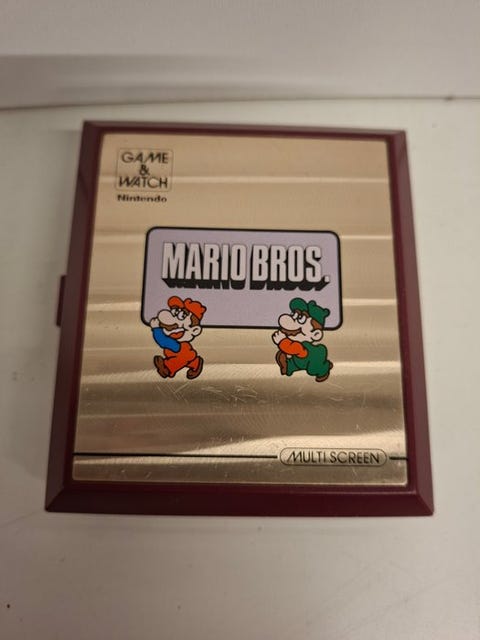 GAME
&
WATCH
Nintendo
MARIO BROS.
MULTI SCREEN